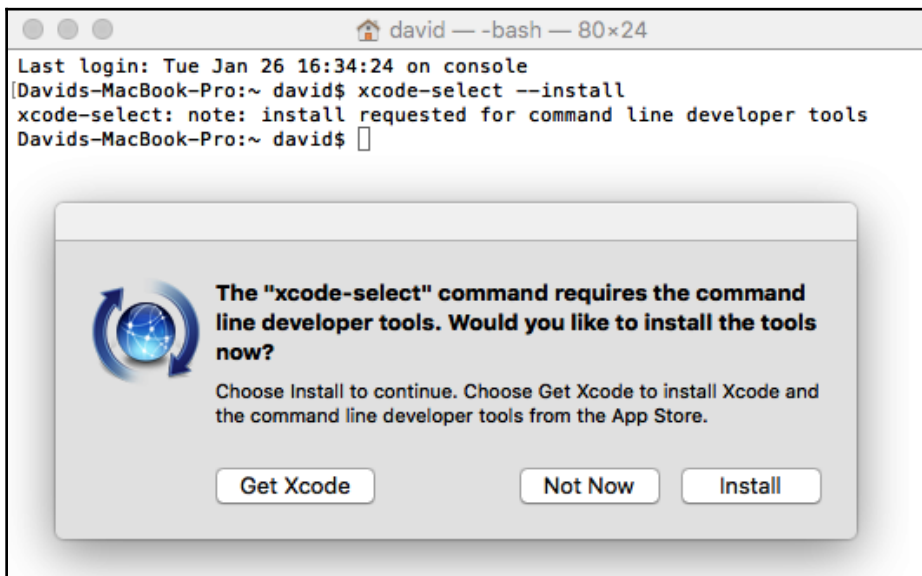 david — -bash — 80×24
Last login: Tue Jan 26 16:34:24 on console
[Davids-MacBook-Pro:~ david$ xcode-select --install
xcode-select: note: install requested for command line developer tools
Davids-MacBook-Pro:~ david$
The "xcode-select" command requires the command
line developer tools. Would you like to install the tools
now?
Choose Install to continue. Choose Get Xcode to install Xcode and
the command line developer tools from the App Store.
Get Xcode Not Now Install